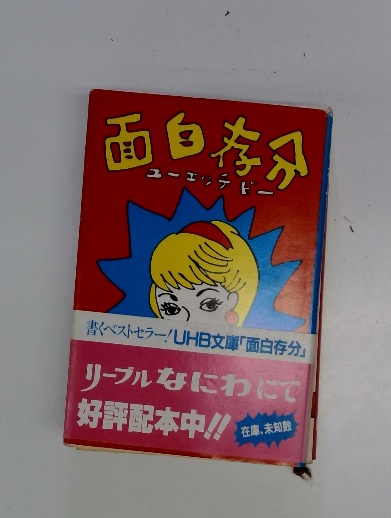 面白存分
ユーエッチビー
書くベストセラー!UHB文庫「面白存分」
リーブルなにわにて
好評配本中!!
在庫、未知数